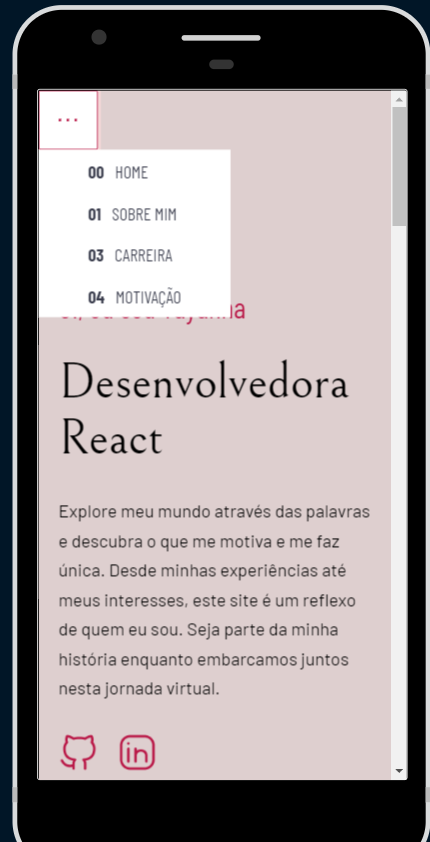 ...
00 HOME
01 SOBRE MIM
03 CARREIRA
04 MOTIVAÇÃO
Desenvolvedora
React
Explore meu mundo através das palavras
e descubra o que me motiva e me faz
única. Desde minhas experiências até
meus interesses, este site é um reflexo
de quem eu sou. Seja parte da minha
história enquanto embarcamos juntos
nesta jornada virtual.
in